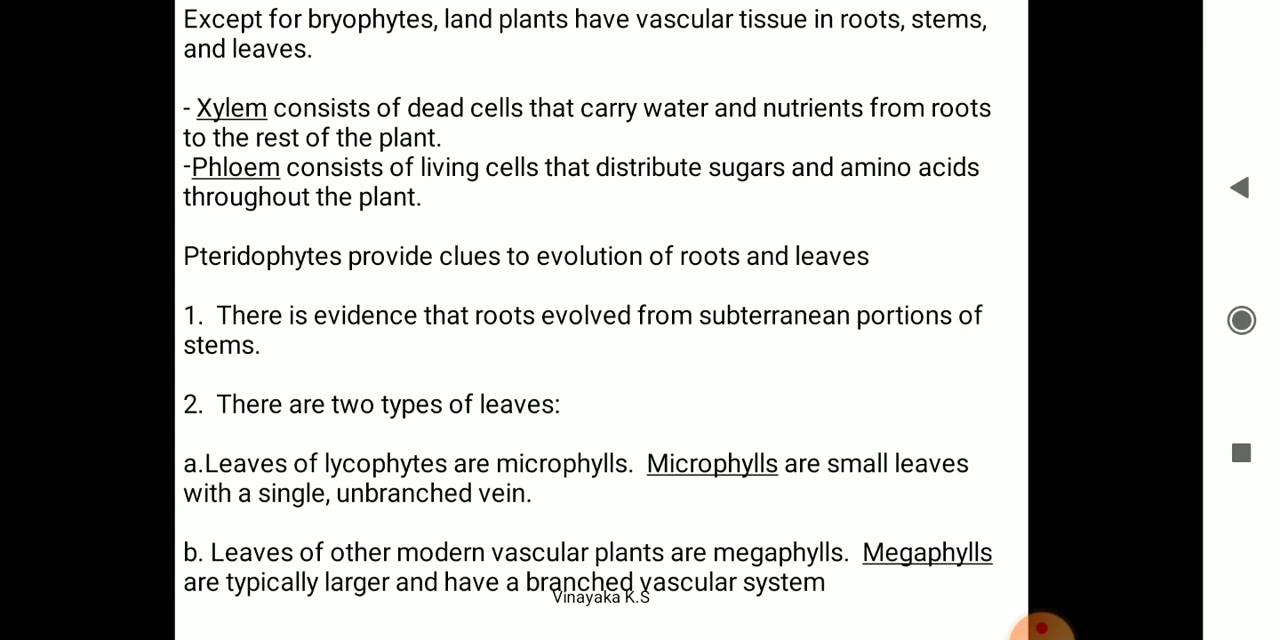 Except for bryophytes, land plants have vascular tissue in roots, stems,
and leaves.
- Xylem consists of dead cells that carry water and nutrients from roots
to the rest of the plant.
-Phloem consists of living cells that distribute sugars and amino acids
throughout the plant.
Pteridophytes provide clues to evolution of roots and leaves
1.  There is evidence that roots evolved from subterranean portions of
stems.
2.  There are two types of leaves:
a.Leaves of lycophytes are microphylls.  Microphylls are small leaves
with a single, unbranched vein.
b. Leaves of other modern vascular plants are megaphylls.  Megaphylls
are typically larger and have a branched vascular system
Vinayaka K.S